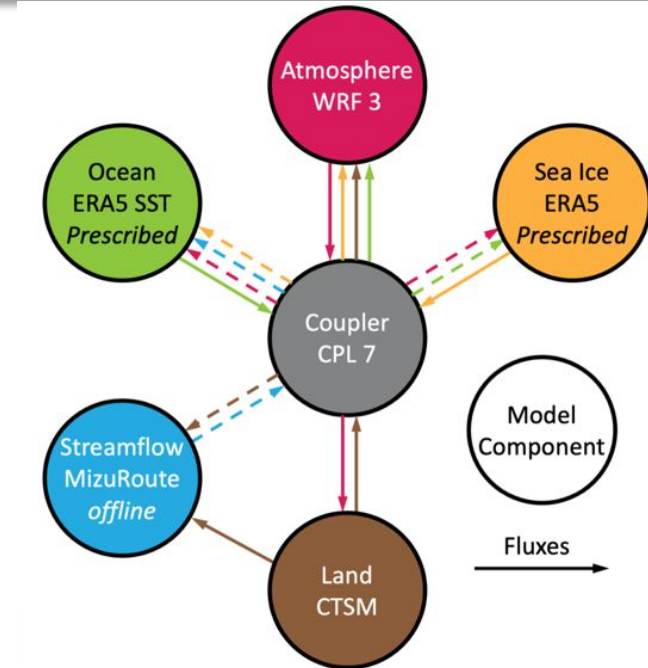 Atmosphere
WRF 3
Ocean
ERA5 SST
Prescribed
Sea Ice
ERA5
Prescribed
Coupler
CPL 7
Streamflow
MizuRoute
offline
Model
Component
Fluxes
Land
CTSM